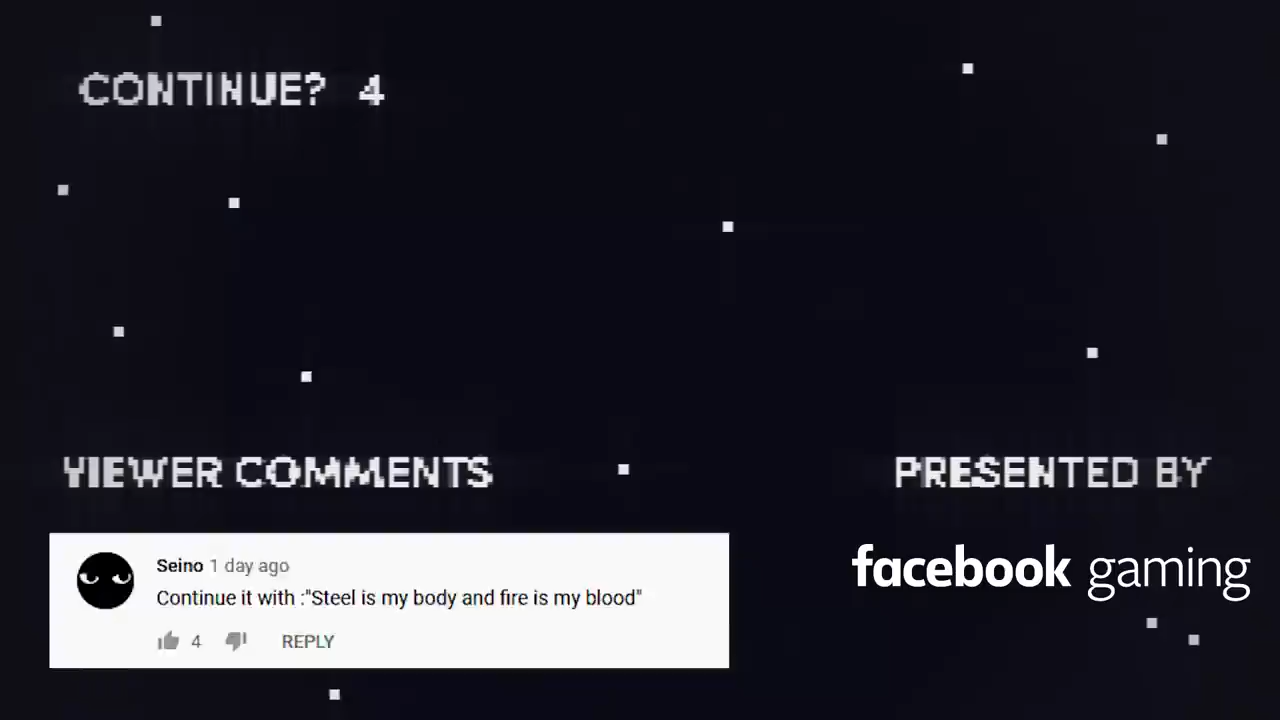 CONTINUE? 4
VIEWER COMMENTS
PRESENTED BY
Seino 1 day ago
Continue it with :"Steel is my body and fire is my blood"
4 REPLY
facebook gaming